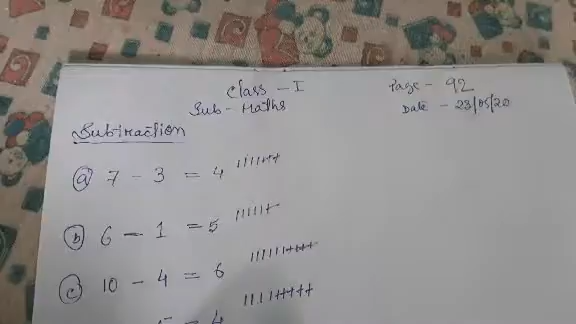 Class - I
Page - 92
Sub - Maths
Date - 23/05/20
Subtraction
(a) 7 - 3 = 4
(b) 6 - 1 = 5
(c) 10 - 4 = 6